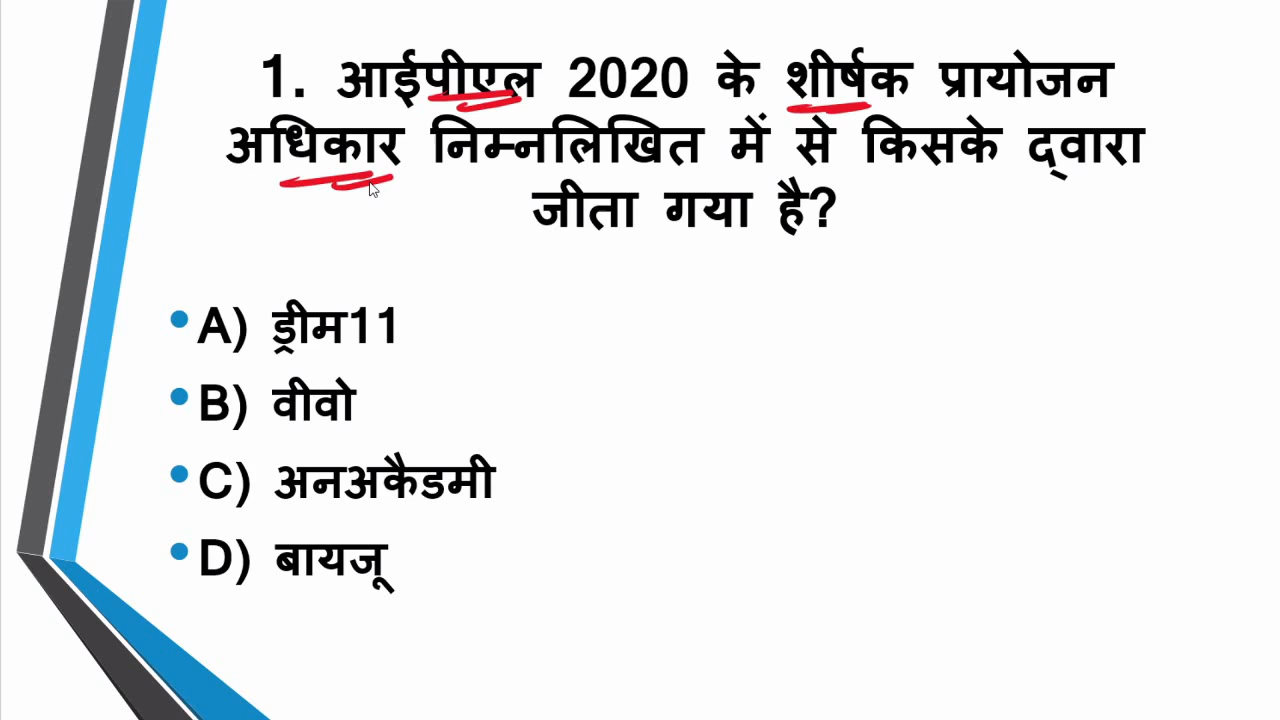 1. आईपीएल 2020 के शीर्षक प्रायोजन
अधिकार निम्नलिखित में से किसके द्वारा
जीता गया है?
A) ड्रीम11
B) वीवो
C) अनअकैडमी
D) बायजू